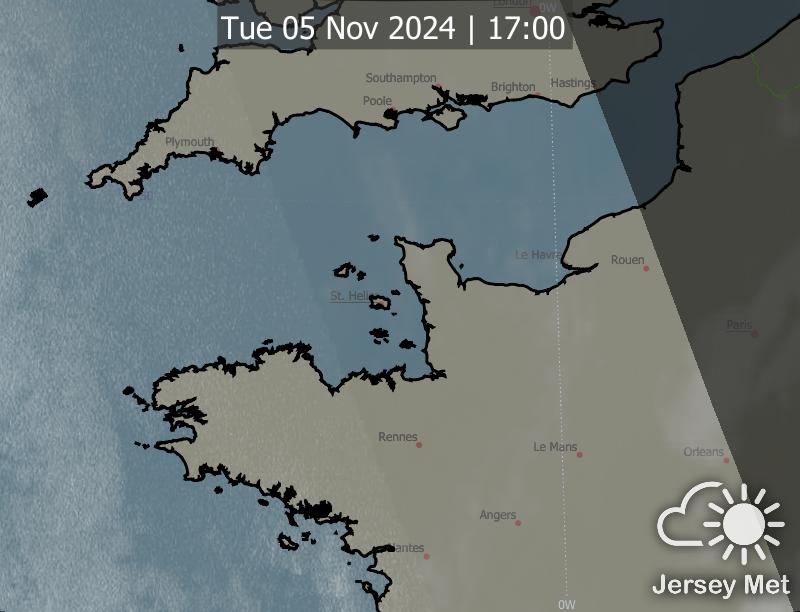 London
0W
Tue 05 Nov 2024 | 17:00
Southampton
Brighton
Hastings
Poole
Plymouth
Le Havre
Rouen
St. Helier
Paris
Rennes
Le Mans
Orleans
Angers
Nantes
Jersey Met
0W